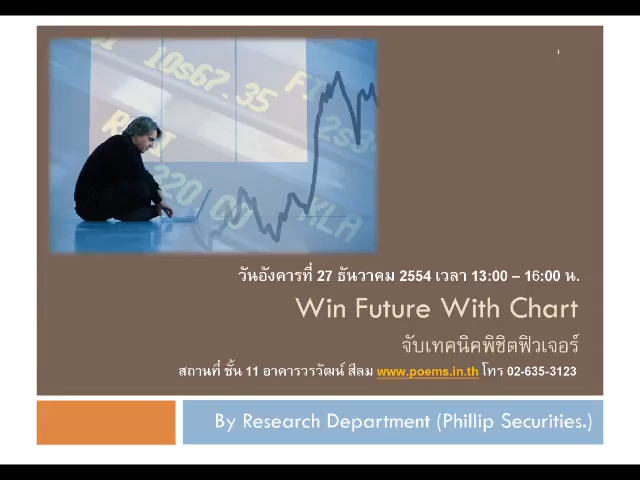 1
10s67.35
วันอังคารที่ 27 ธันวาคม 2554 เวลา 13:00 – 16:00 น.
Win Future With Chart
จับเทคนิคพิชิตฟิวเจอร์
สถานที่ ชั้น 11 อาคารวรวัฒน์ สีลม www.poems.in.th โทร 02-635-3123
By Research Department (Phillip Securities.)